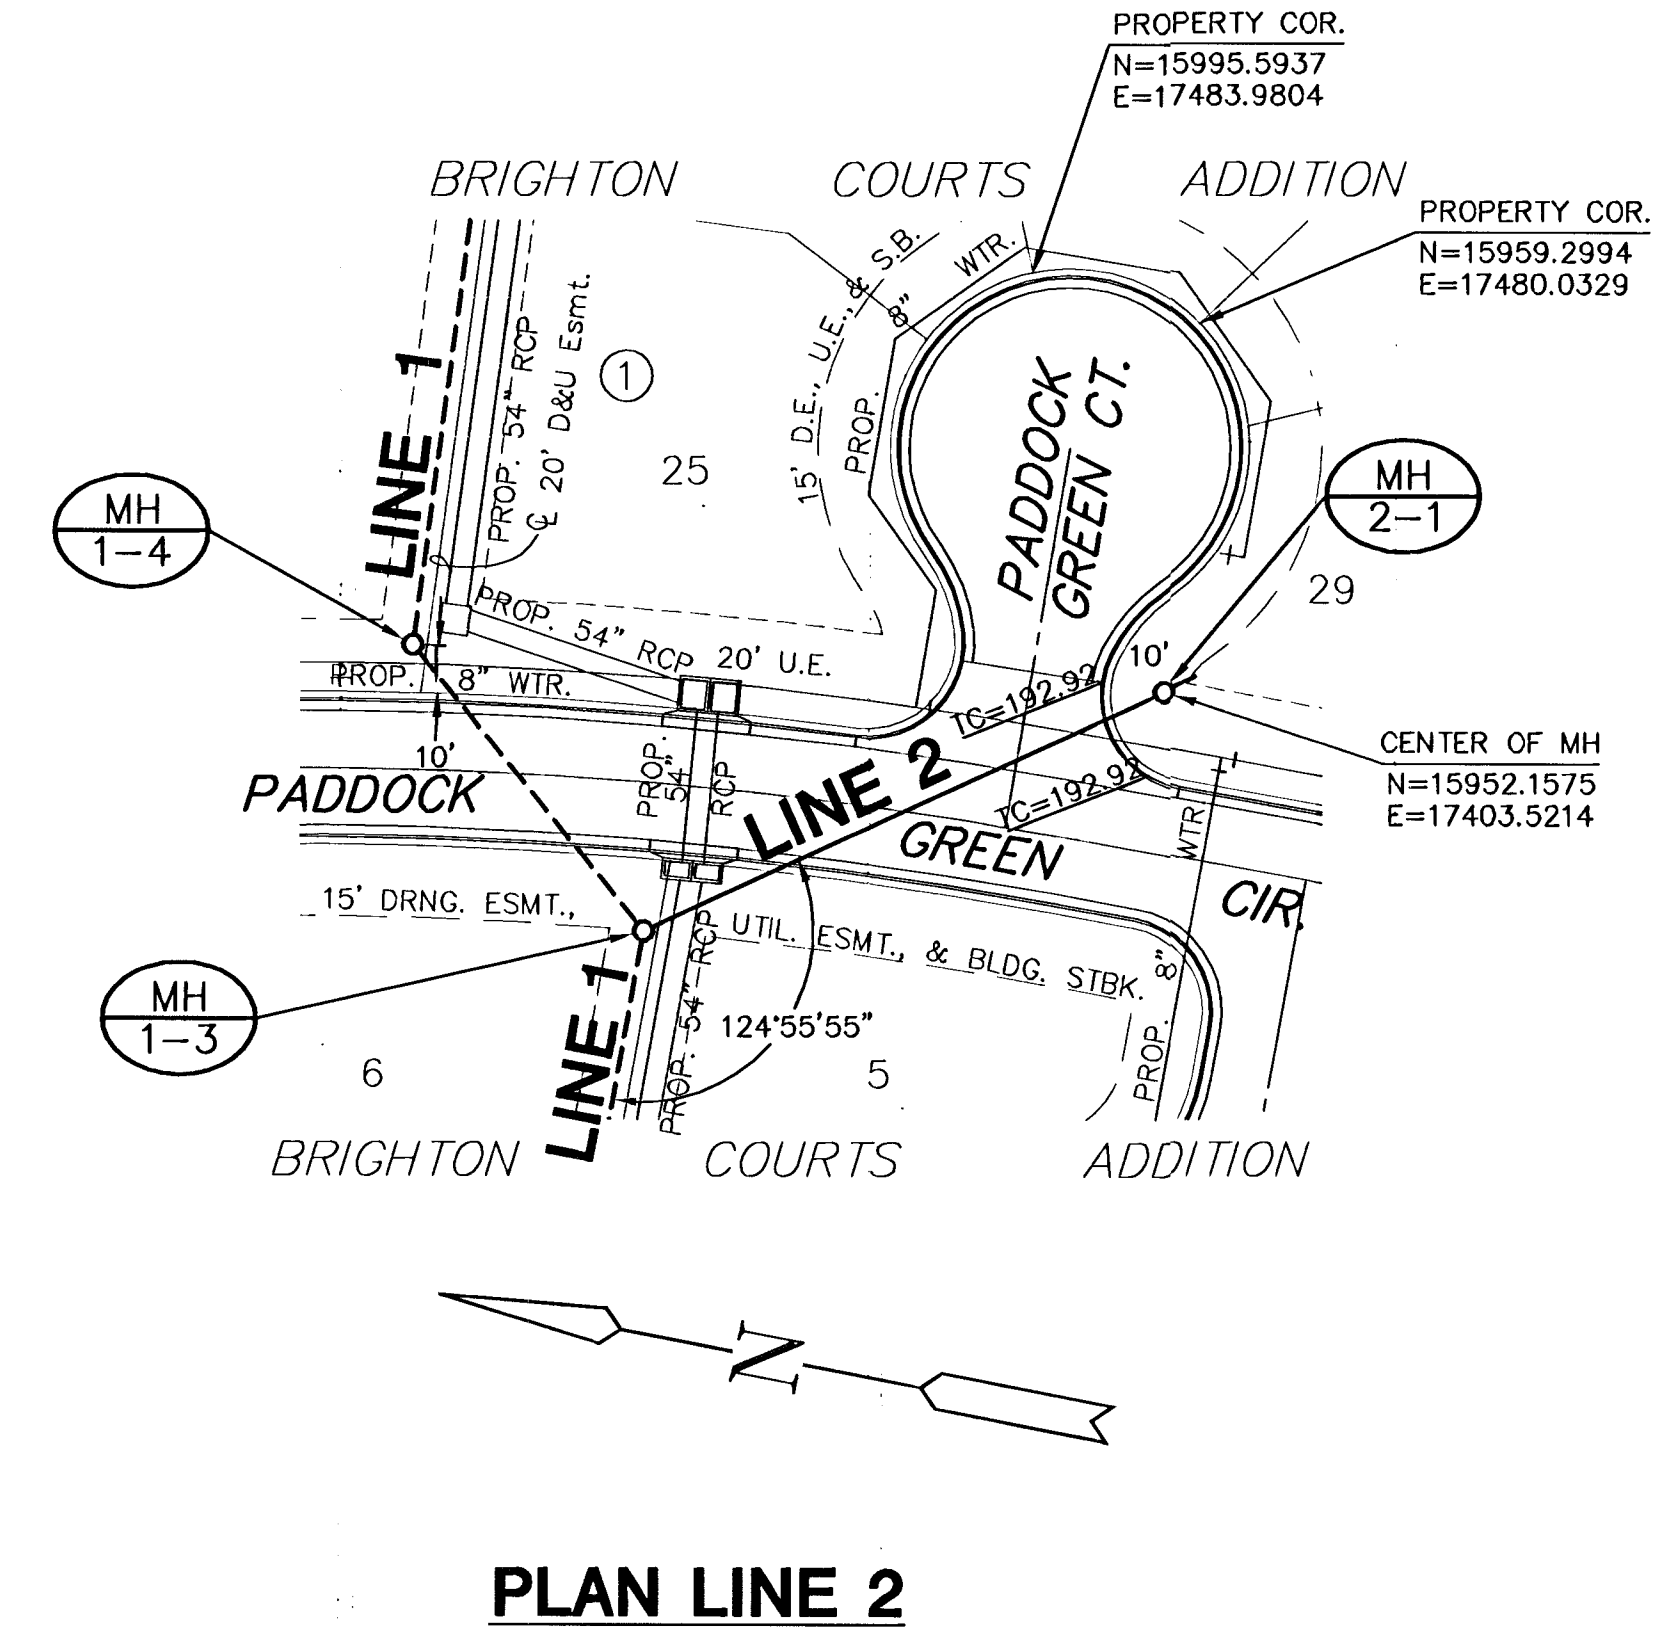 PROPERTY COR.
N=15995.5937
E=17483.9804
BRIGHTON COURTS ADDITION
PROPERTY COR.
N=15959.2994
E=17480.0329
LINE 1
PROP. 54" RCP
℄ 20' D&U Esmt.
1
25
15' D.E., U.E., & S.B.
PROP. 8" WTR.
PADDOCK
GREEN CT.
MH
1-4
MH
2-1
29
PROP. 54" RCP
20' U.E.
10'
PROP. 8" WTR.
TC=192.92
10'
CENTER OF MH
N=15952.1575
E=17403.5214
PADDOCK GREEN CIR.
PROP. 54" RCP
LINE 2
TC=192.92
PROP. 8" WTR
15' DRNG. ESMT., UTIL. ESMT., & BLDG. STBK.
MH
1-3
LINE 1
PROP. 54" RCP
124°55'55"
6
5
BRIGHTON COURTS ADDITION
N
PLAN LINE 2